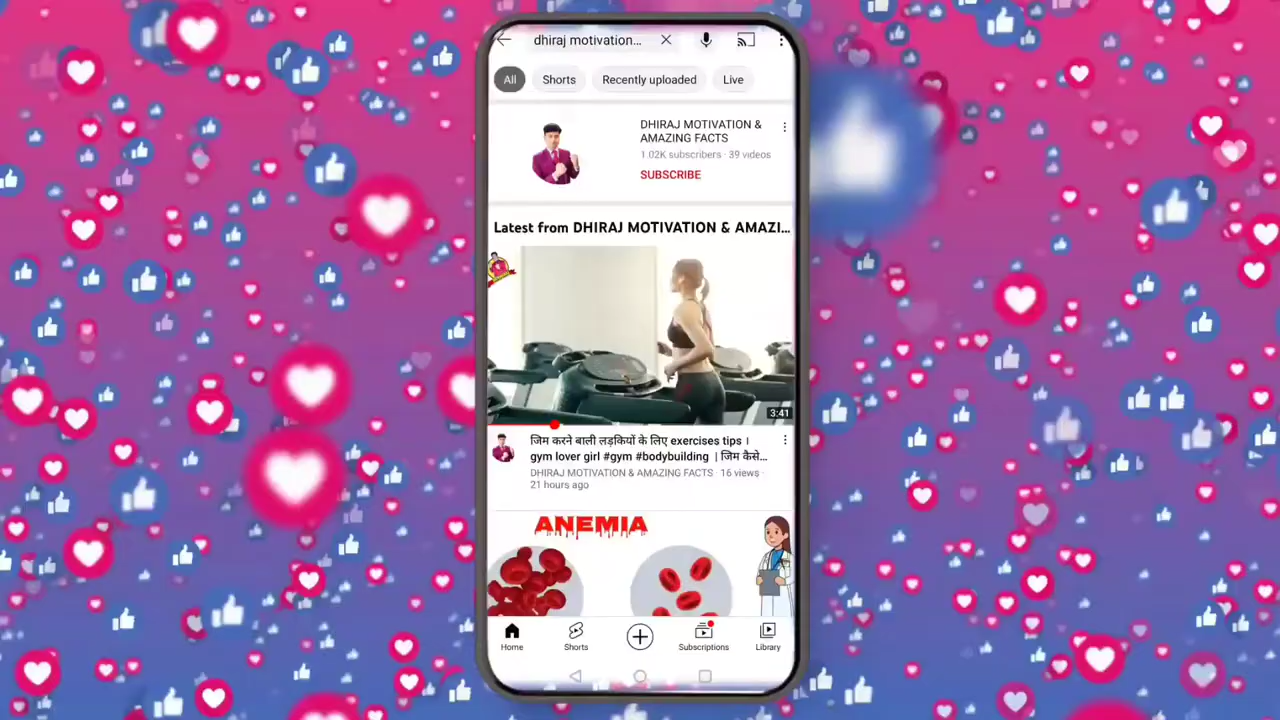 dhiraj motivation...
All
Shorts
Recently uploaded
Live
DHIRAJ MOTIVATION &
AMAZING FACTS
1.02K subscribers · 39 videos
SUBSCRIBE
Latest from DHIRAJ MOTIVATION & AMAZI...
3:41
जिम करने बाली लड़कियों के लिए exercises tips ।
gym lover girl #gym #bodybuilding | जिम कैसे...
DHIRAJ MOTIVATION & AMAZING FACTS · 16 views ·
21 hours ago
ANEMIA
Home
Shorts
Subscriptions
Library